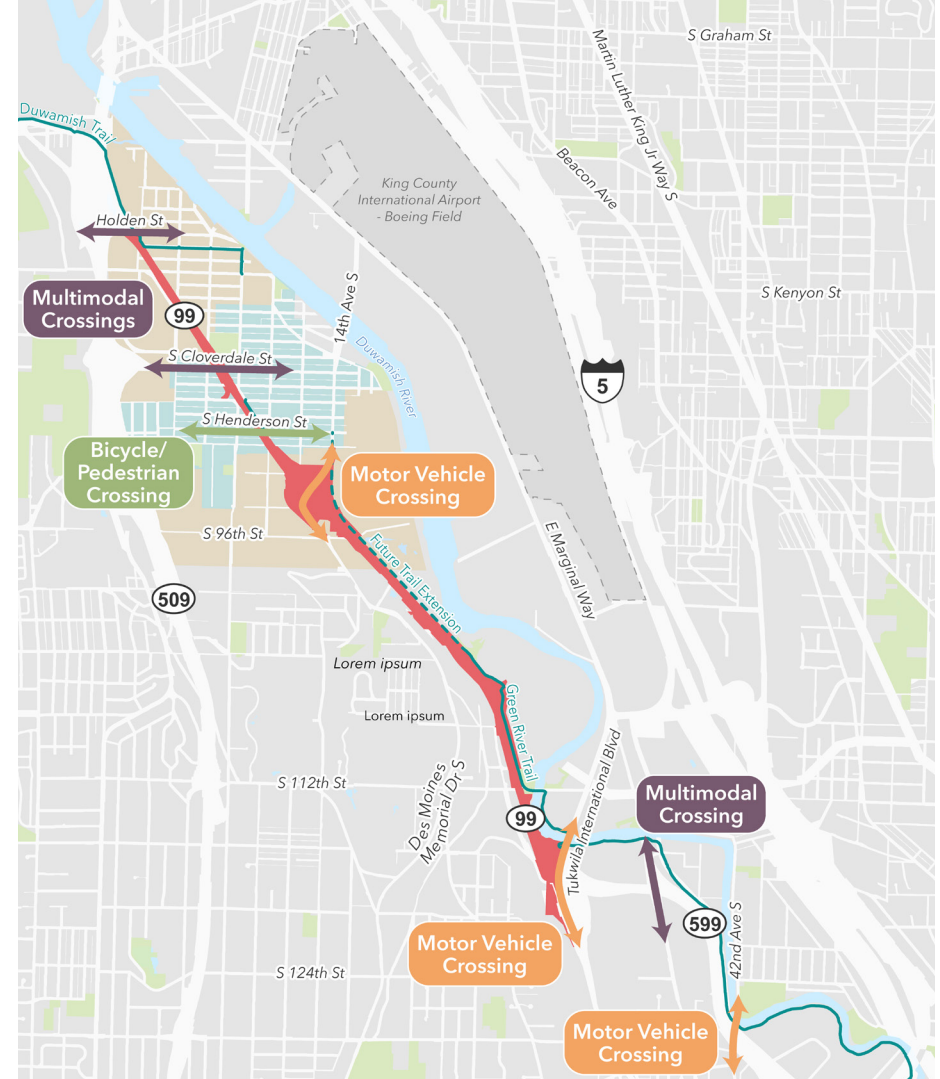 S Graham St
Martin Luther King Jr Way S
Duwamish Trail
Beacon Ave
King County
International Airport
- Boeing Field
Holden St
S Kenyon St
14th Ave S
Multimodal
Crossings
99
Duwamish River
S Cloverdale St
5
S Henderson St
Bicycle/
Pedestrian
Crossing
Motor Vehicle
Crossing
S 96th St
E Marginal Way
Future Trail Extension
509
Lorem ipsum
Green River Trail
Lorem ipsum
Tukwila International Blvd
S 112th St
Des Moines
Memorial Dr S
Multimodal
Crossing
99
599
42nd Ave S
Motor Vehicle
Crossing
S 124th St
Motor Vehicle
Crossing